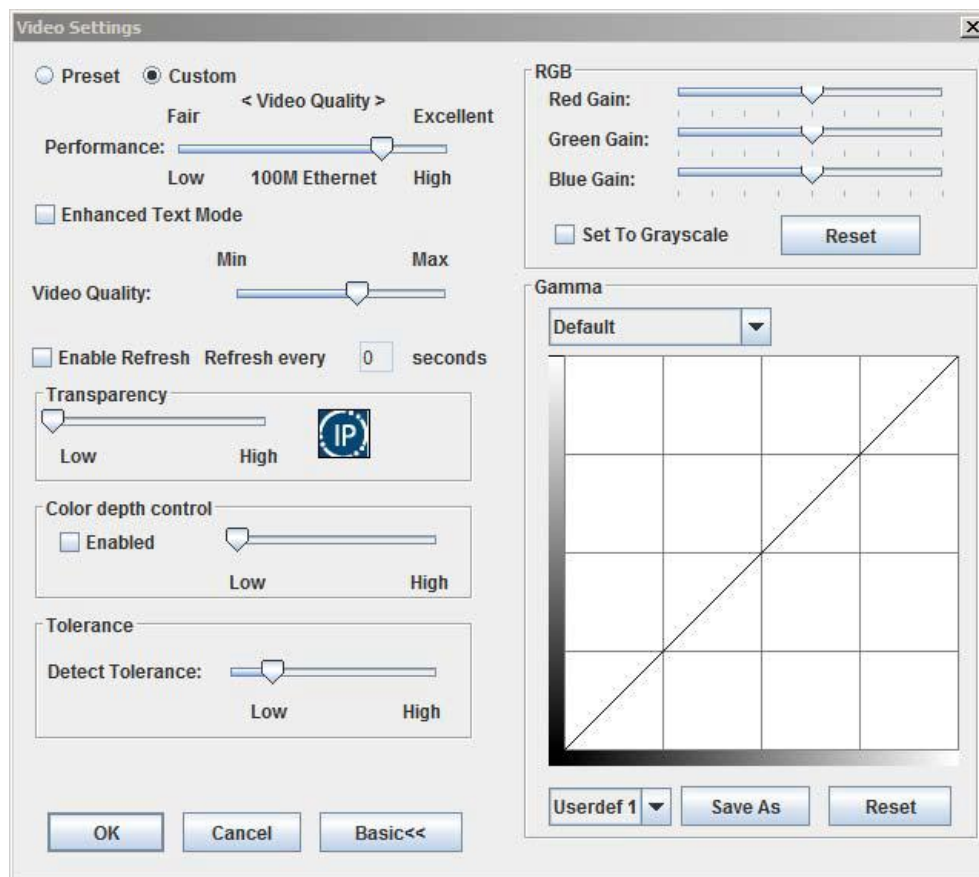 Video Settings
Preset Custom
< Video Quality >
Fair Excellent
Performance:
Low 100M Ethernet High
Enhanced Text Mode
Min Max
Video Quality:
Enable Refresh Refresh every 0 seconds
Transparency
Low High
IP
Color depth control
Enabled
Low High
Tolerance
Detect Tolerance:
Low High
OK Cancel Basic<<
RGB
Red Gain:
Green Gain:
Blue Gain:
Set To Grayscale Reset
Gamma
Default
Userdef 1 Save As Reset